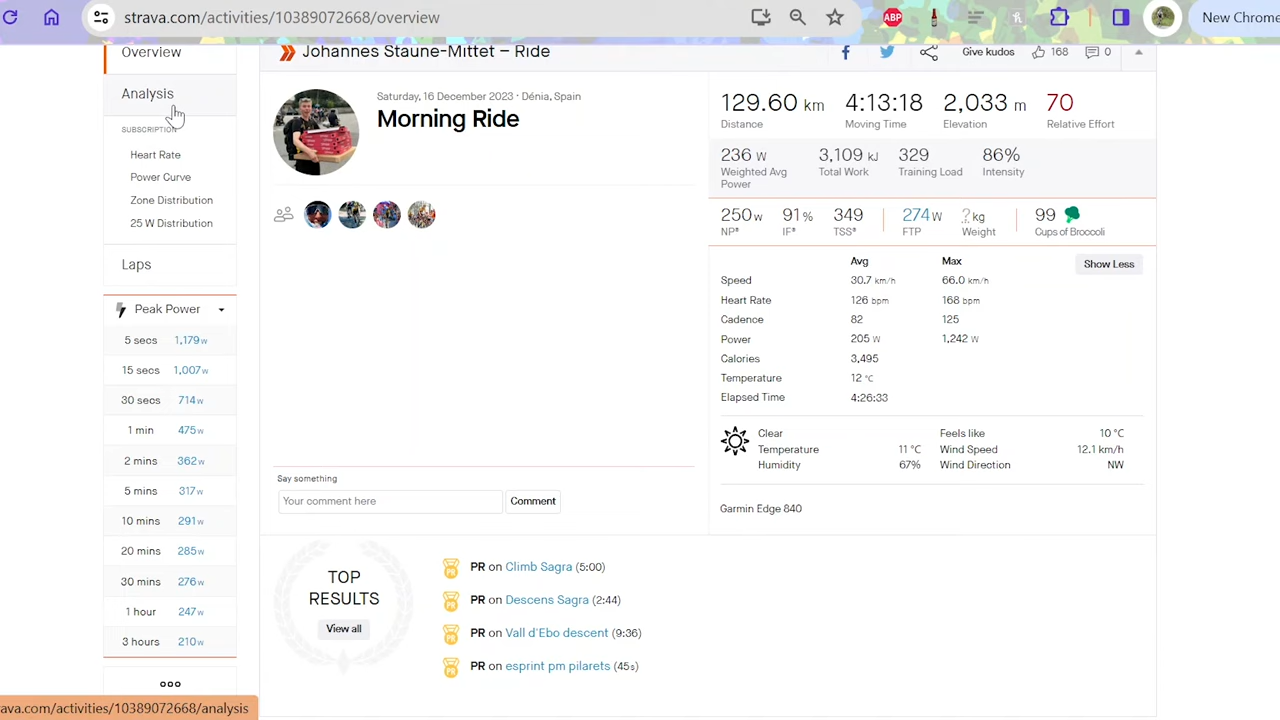 strava.com/activities/10389072668/overview
New Chrome
Overview
Analysis
SUBSCRIPTION
Heart Rate
Power Curve
Zone Distribution
25 W Distribution
Laps
Peak Power
5 secs 1,179w
15 secs 1,007w
30 secs 714w
1 min 475w
2 mins 362w
5 mins 317w
10 mins 291w
20 mins 285w
30 mins 276w
1 hour 247w
3 hours 210w
rava.com/activities/10389072668/analysis
Johannes Staune-Mittet – Ride
Give kudos 168 0
Saturday, 16 December 2023 · Dénia, Spain
Morning Ride
129.60 km 4:13:18 2,033 m 70
Distance Moving Time Elevation Relative Effort
236 W 3,109 kJ 329 86%
Weighted Avg Power Total Work Training Load Intensity
250w 91% 349 274W ? kg 99
NP® IF® TSS® FTP Weight Cups of Broccoli
Avg Max Show Less
Speed 30.7 km/h 66.0 km/h
Heart Rate 126 bpm 168 bpm
Cadence 82 125
Power 205 W 1,242 W
Calories 3,495
Temperature 12 °C
Elapsed Time 4:26:33
Clear Feels like 10 °C
Temperature 11 °C Wind Speed 12.1 km/h
Humidity 67% Wind Direction NW
Garmin Edge 840
Say something
Your comment here Comment
TOP
RESULTS
View all
PR PR on Climb Sagra (5:00)
PR PR on Descens Sagra (2:44)
PR PR on Vall d'Ebo descent (9:36)
PR PR on esprint pm pilarets (45s)
ABP